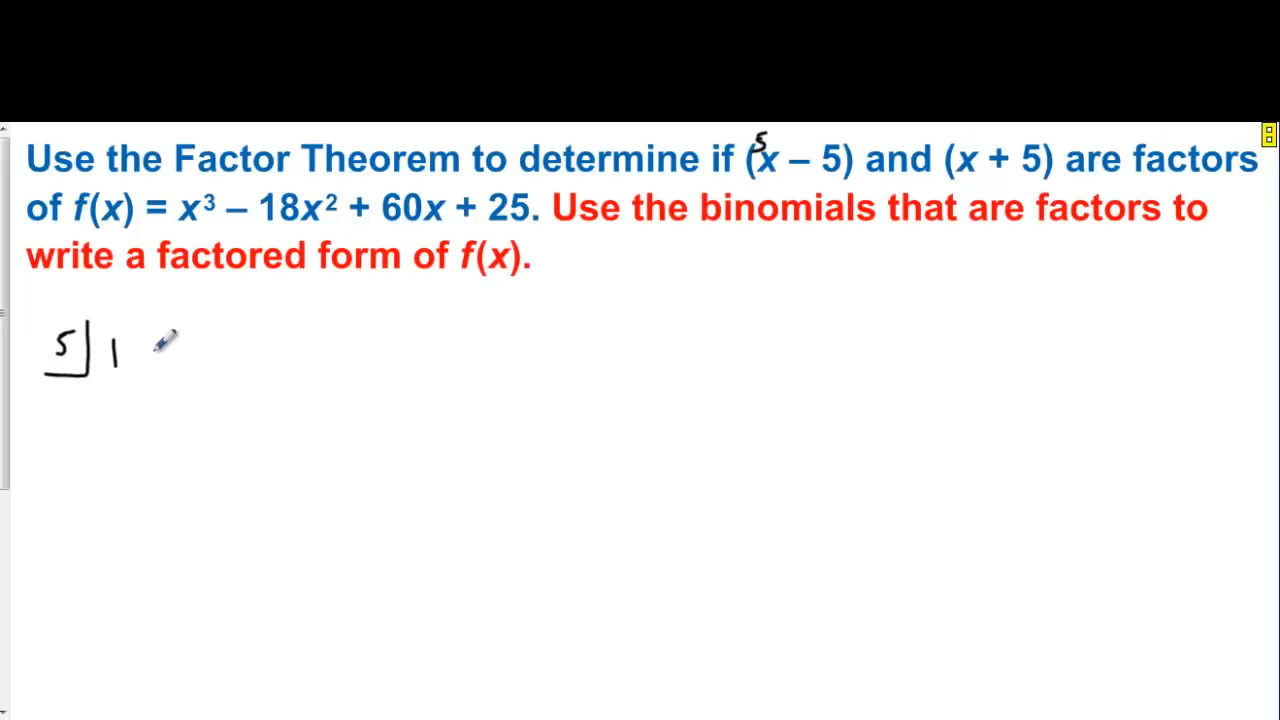 5
Use the Factor Theorem to determine if (x – 5) and (x + 5) are factors
of f(x) = x³ – 18x² + 60x + 25. Use the binomials that are factors to
write a factored form of f(x).
5 1